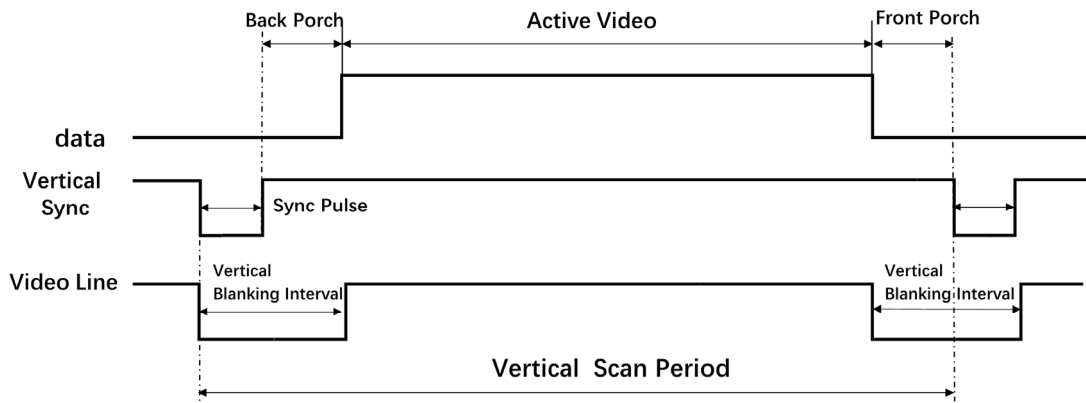 Back Porch
Active Video
Front Porch
data
Vertical
Sync
Sync Pulse
Video Line
Vertical
Blanking Interval
Vertical
Blanking Interval
Vertical Scan Period